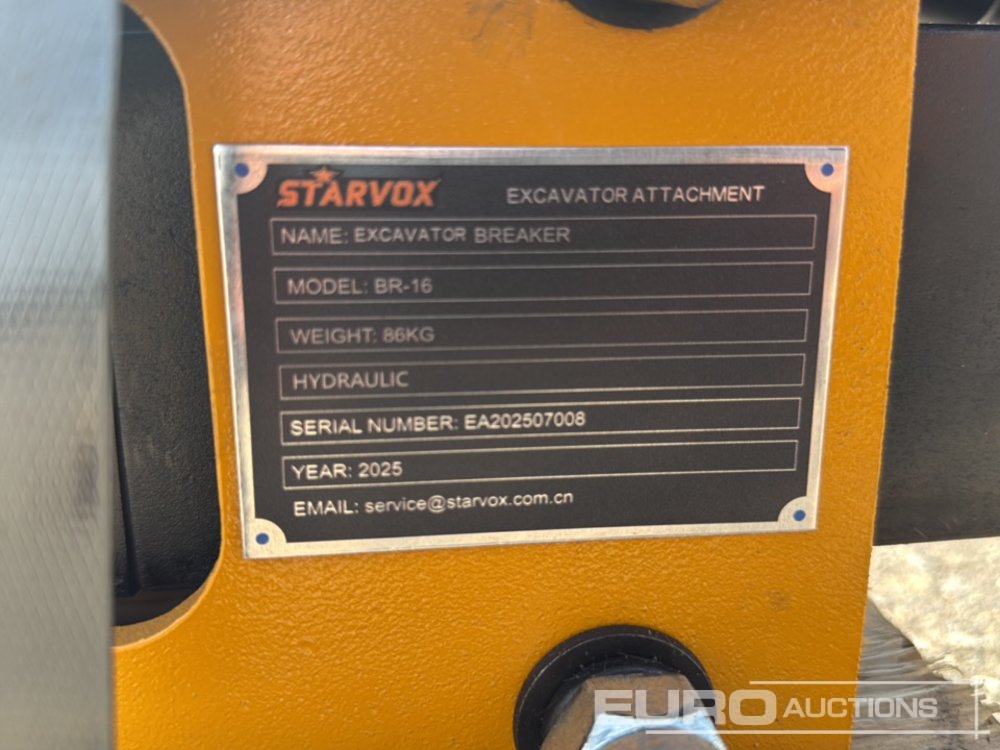 STARVOX EXCAVATOR ATTACHMENT
NAME: EXCAVATOR BREAKER
MODEL: BR-16
WEIGHT: 86KG
HYDRAULIC
SERIAL NUMBER: EA202507008
YEAR: 2025
EMAIL: service@starvox.com.cn
EURO AUCTIONS